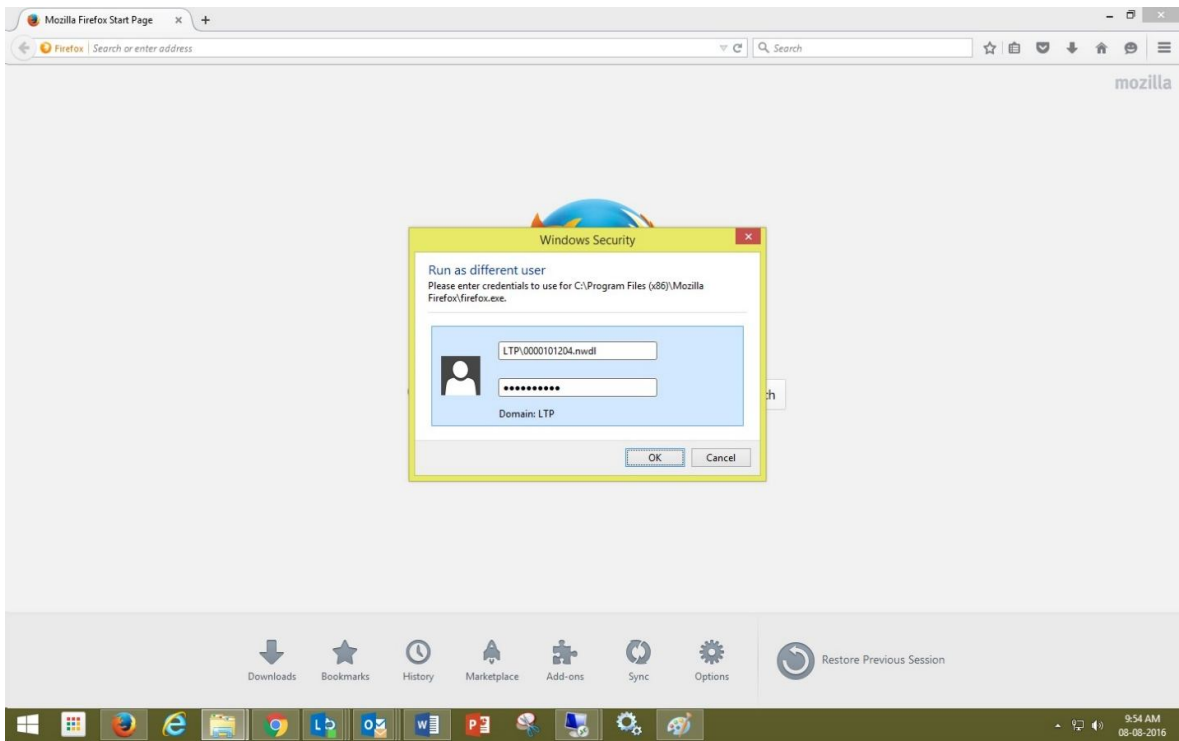 Mozilla Firefox Start Page
Firefox Search or enter address
Search
mozilla
Windows Security
Run as different user
Please enter credentials to use for C:\Program Files (x86)\Mozilla
Firefox\firefox.exe.
LTP\0000101204.nwdl
••••••••••
Domain: LTP
ch
OK Cancel
Downloads Bookmarks History Marketplace Add-ons Sync Options Restore Previous Session
9:54 AM
08-08-2016